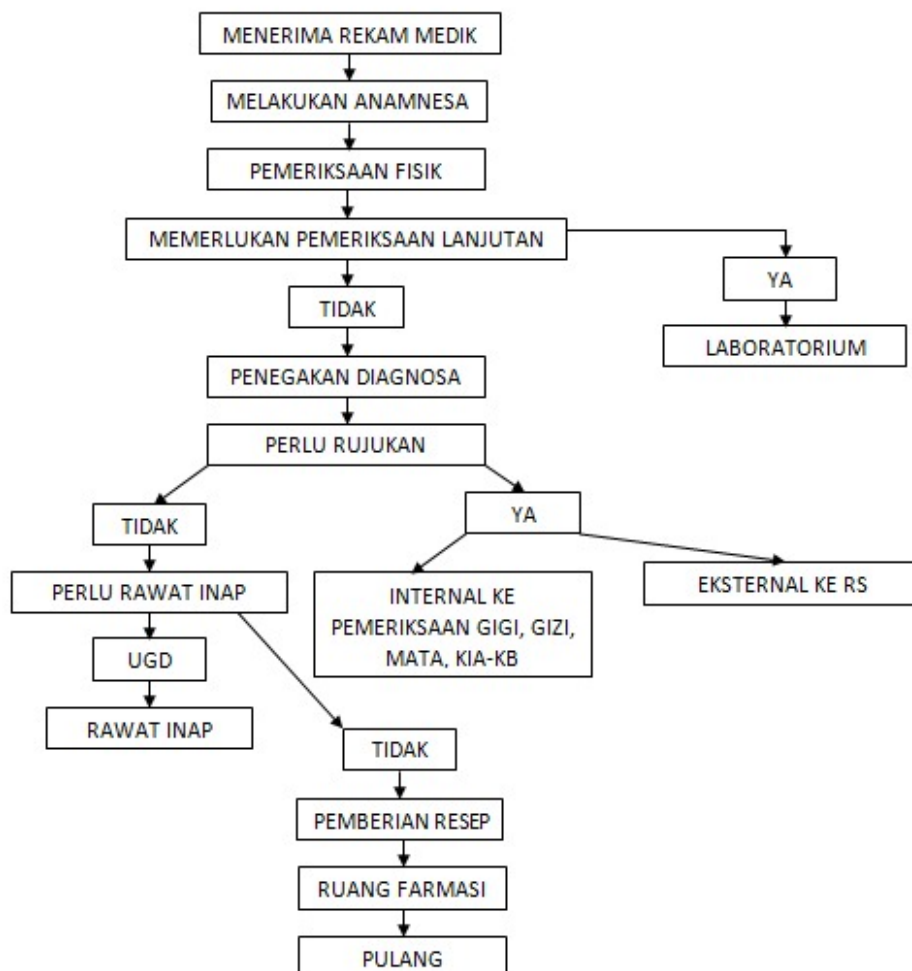 MENERIMA REKAM MEDIK
MELAKUKAN ANAMNESA
PEMERIKSAAN FISIK
MEMERLUKAN PEMERIKSAAN LANJUTAN
YA
TIDAK
LABORATORIUM
PENEGAKAN DIAGNOSA
PERLU RUJUKAN
TIDAK
YA
PERLU RAWAT INAP
INTERNAL KE
PEMERIKSAAN GIGI, GIZI,
MATA, KIA-KB
EKSTERNAL KE RS
UGD
RAWAT INAP
TIDAK
PEMBERIAN RESEP
RUANG FARMASI
PULANG